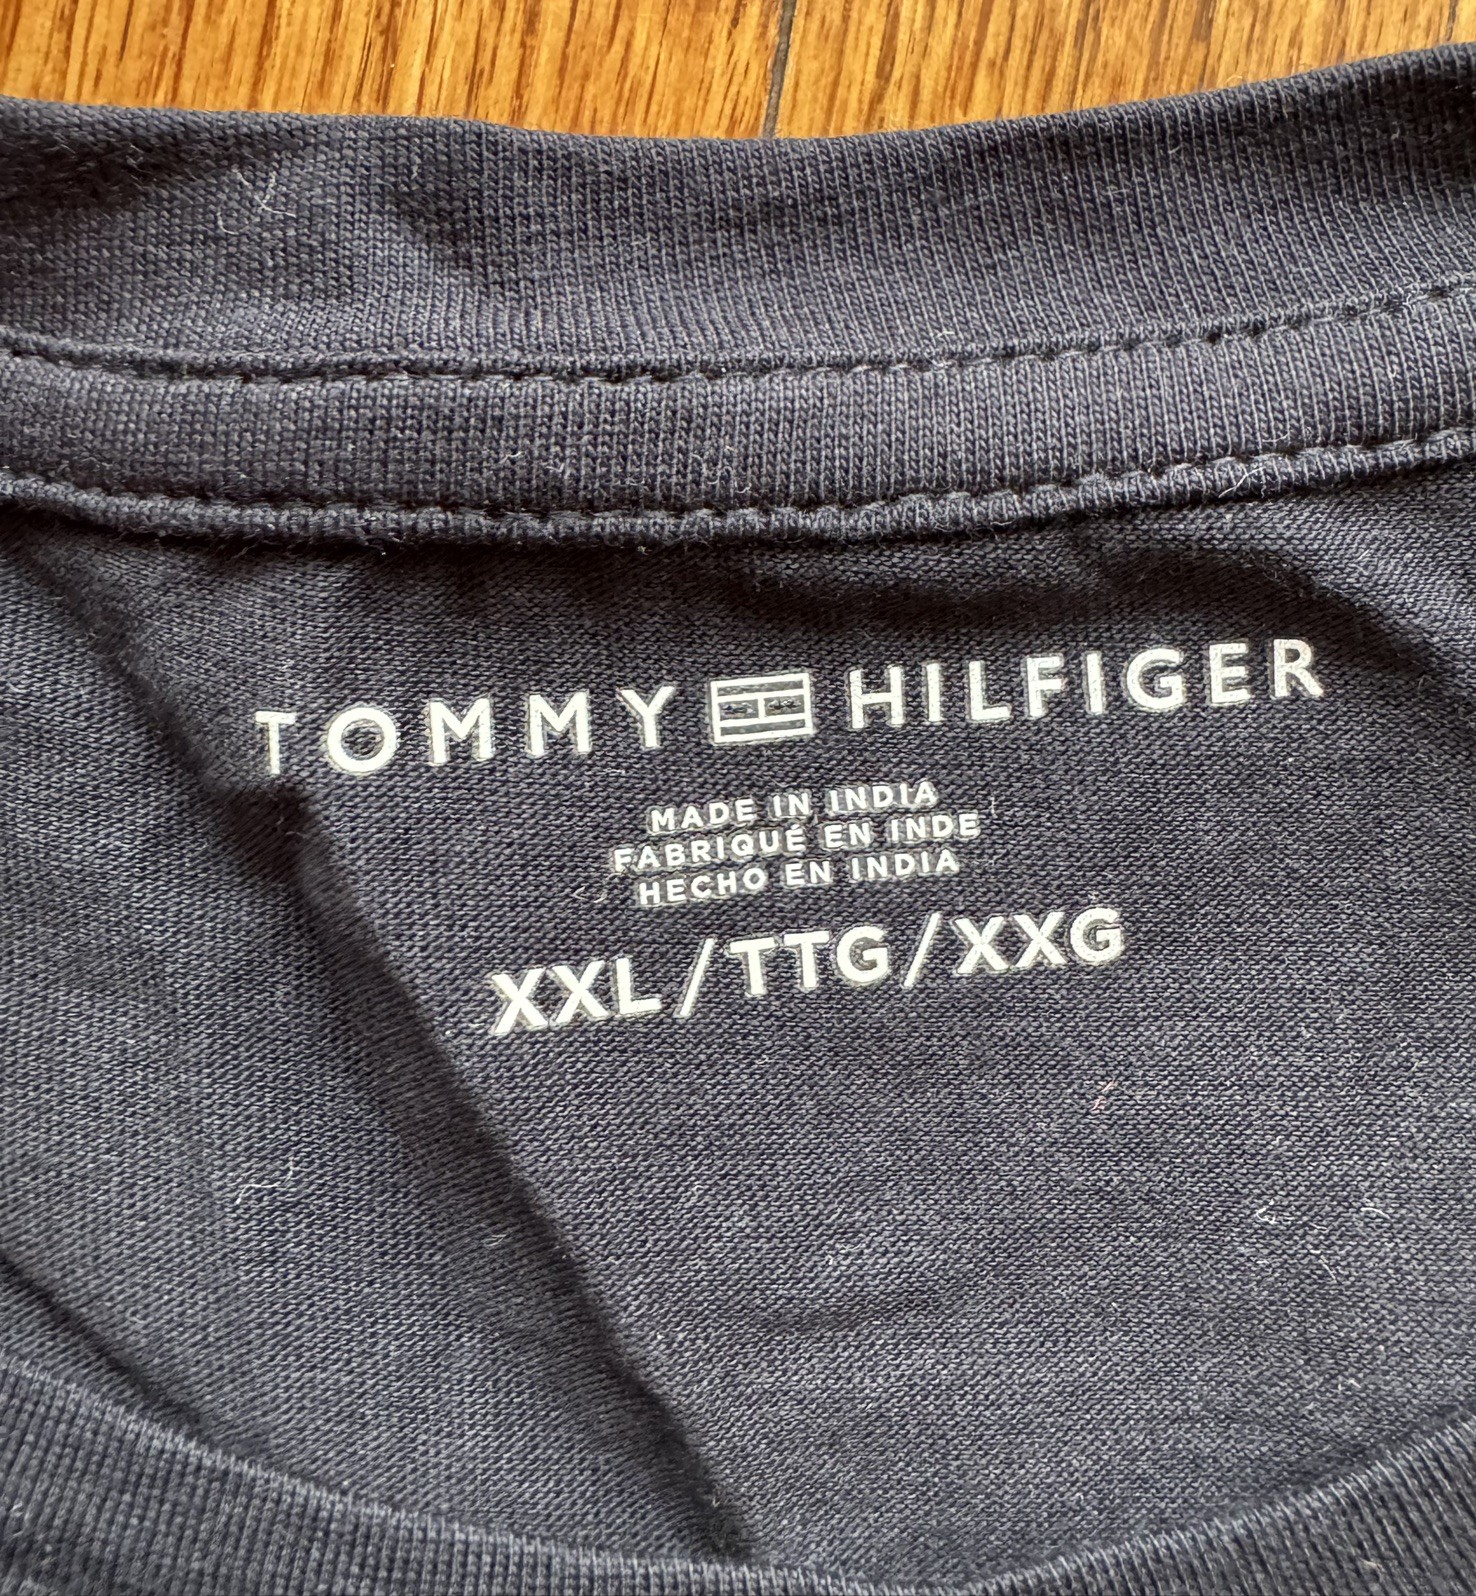 TOMMY HILFIGER
MADE IN INDIA
FABRIQUÉ EN INDE
HECHO EN INDIA
XXL/TTG/XXG